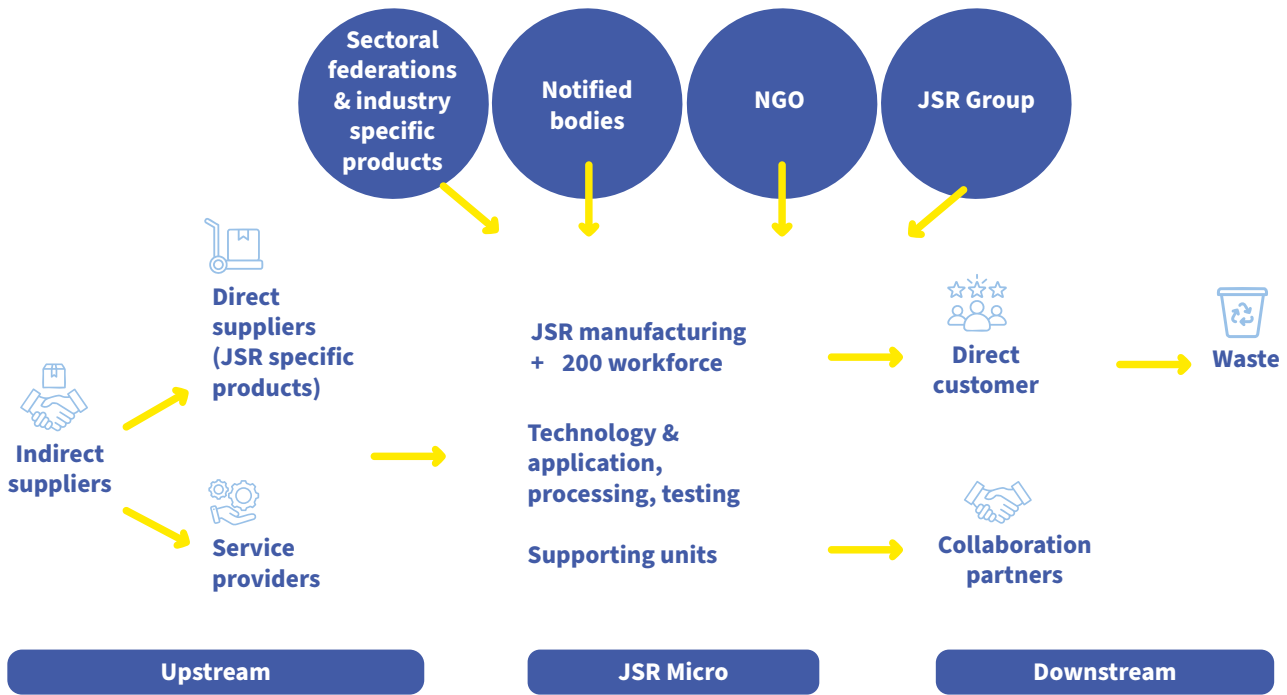 Sectoral
federations
& industry
specific
products
Notified
bodies
NGO
JSR Group
Direct
suppliers
(JSR specific
products)
Indirect
suppliers
Service
providers
JSR manufacturing
+ 200 workforce
Technology &
application,
processing, testing
Supporting units
Direct
customer
Collaboration
partners
Waste
Upstream
JSR Micro
Downstream